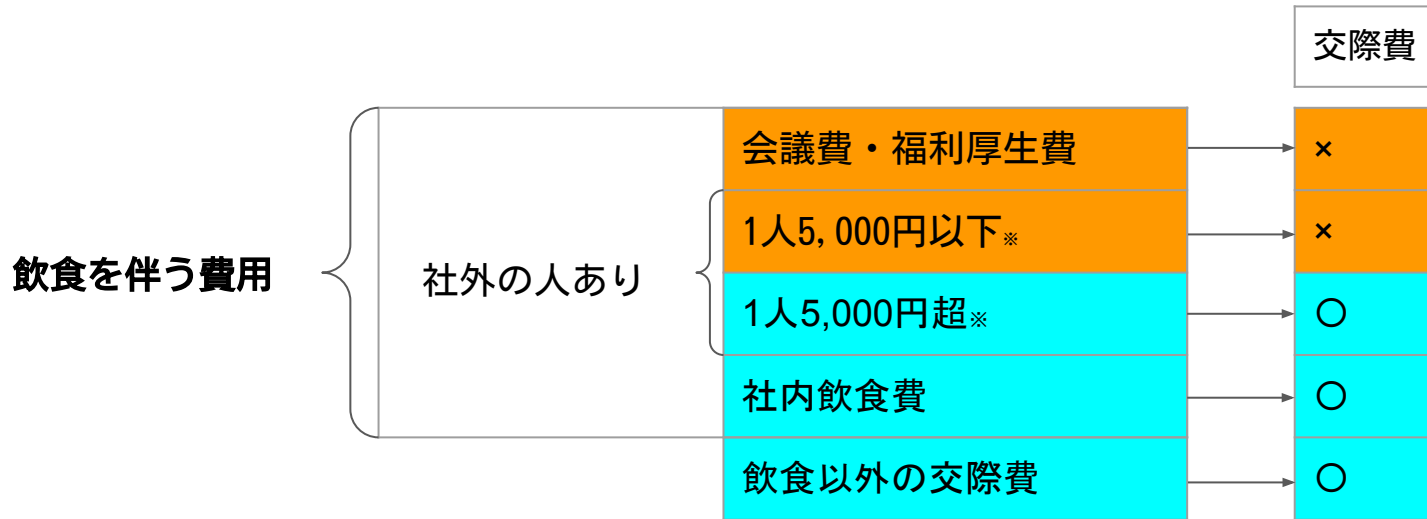 交際費
会議費・福利厚生費 ×
1人5,000円以下※ ×
飲食を伴う費用 社外の人あり
1人5,000円超※ 〇
社内飲食費 〇
飲食以外の交際費 〇